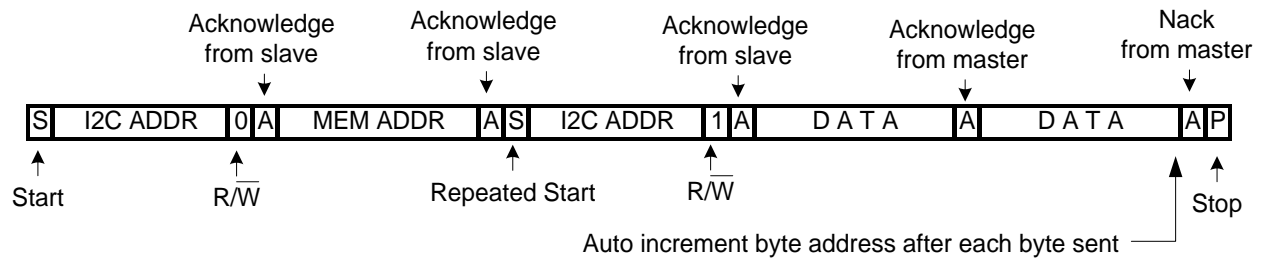 Acknowledge
from slave
Acknowledge
from slave
Acknowledge
from slave
Acknowledge
from master
Nack
from master
S I2C ADDR 0 A MEM ADDR A S I2C ADDR 1 A D A T A A D A T A A P
Start
R/W̅
Repeated Start
R/W̅
Stop
Auto increment byte address after each byte sent